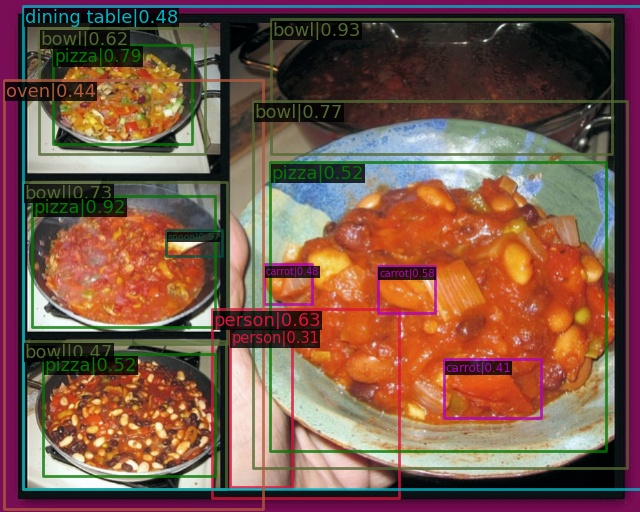 dining table|0.48
bowl|0.62
pizza|0.79
bowl|0.93
oven|0.44
bowl|0.77
pizza|0.52
bowl|0.73
pizza|0.92
carrot|0.48
carrot|0.58
person|0.63
person|0.31
bowl|0.47
pizza|0.52
carrot|0.41